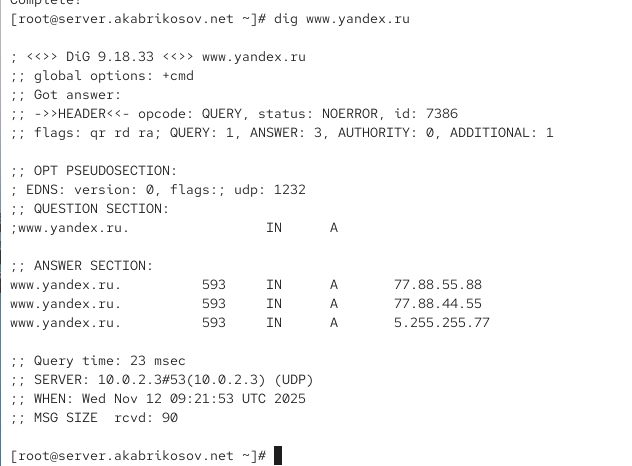 Complete!
[root@server.akabrikosov.net ~]# dig www.yandex.ru
; <<>> DiG 9.18.33 <<>> www.yandex.ru
;; global options: +cmd
;; Got answer:
;; ->>HEADER<<- opcode: QUERY, status: NOERROR, id: 7386
;; flags: qr rd ra; QUERY: 1, ANSWER: 3, AUTHORITY: 0, ADDITIONAL: 1
;; OPT PSEUDOSECTION:
; EDNS: version: 0, flags:; udp: 1232
;; QUESTION SECTION:
;www.yandex.ru. IN A
;; ANSWER SECTION:
www.yandex.ru. 593 IN A 77.88.55.88
www.yandex.ru. 593 IN A 77.88.44.55
www.yandex.ru. 593 IN A 5.255.255.77
;; Query time: 23 msec
;; SERVER: 10.0.2.3#53(10.0.2.3) (UDP)
;; WHEN: Wed Nov 12 09:21:53 UTC 2025
;; MSG SIZE  rcvd: 90
[root@server.akabrikosov.net ~]#